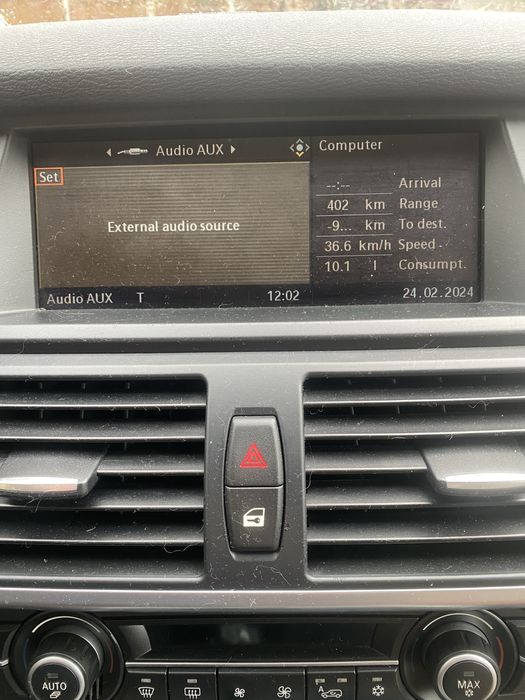 Audio AUX
Computer
Set
--:-- Arrival
402 km Range
-9... km To dest.
36.6 km/h Speed
10.1 l Consumpt.
External audio source
Audio AUX T 12:02 24.02.2024
AUTO
A
MAX